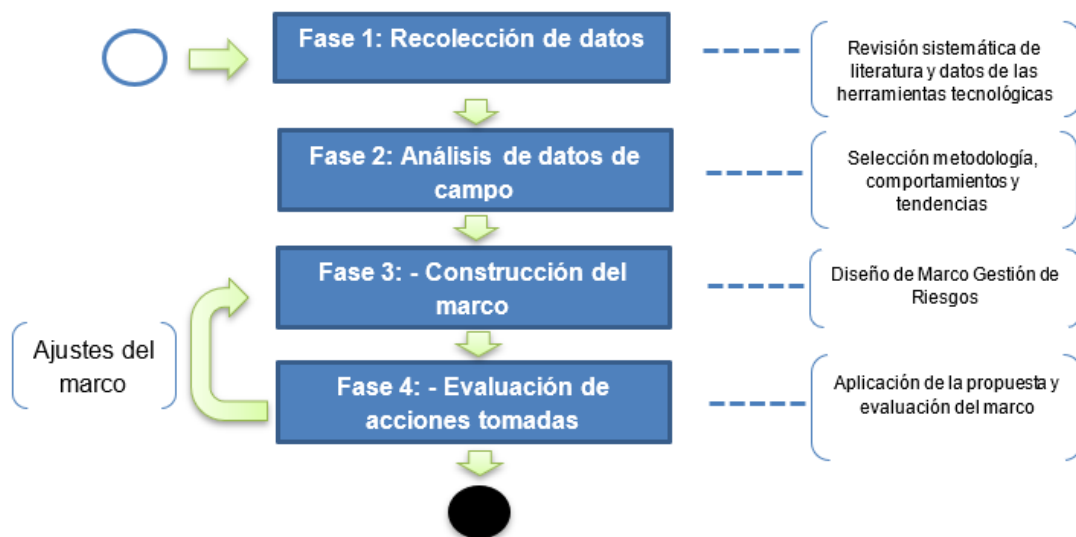 Fase 1: Recolección de datos
Revisión sistemática de
literatura y datos de las
herramientas tecnológicas
Fase 2: Análisis de datos de
campo
Selección metodología,
comportamientos y
tendencias
Fase 3: - Construcción del
marco
Diseño de Marco Gestión de
Riesgos
Ajustes del
marco
Fase 4: - Evaluación de
acciones tomadas
Aplicación de la propuesta y
evaluación del marco